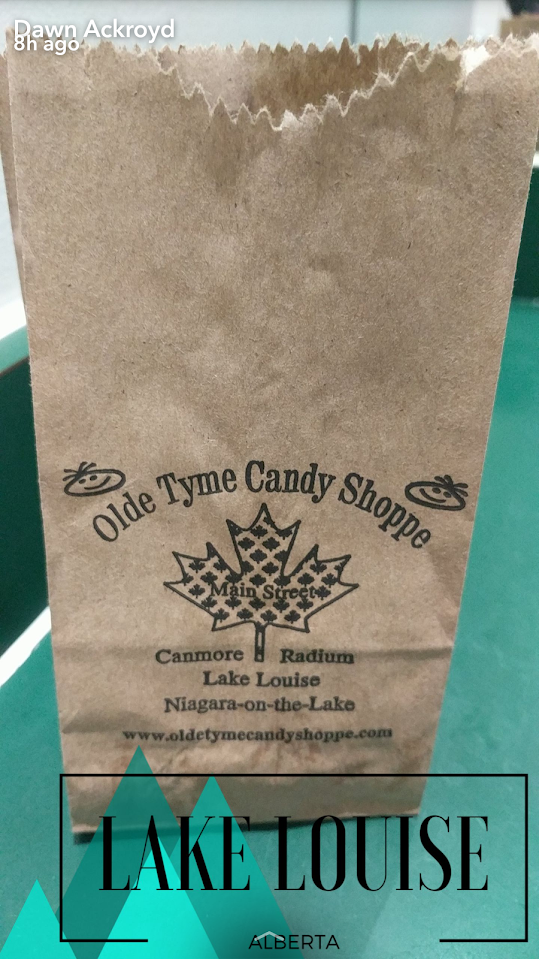 Dawn Ackroyd
8h ago
Olde Tyme Candy Shoppe
Main Street
Canmore Radium
Lake Louise
Niagara-on-the-Lake
www.oldetymecandyshoppe.com
LAKE LOUISE
ALBERTA